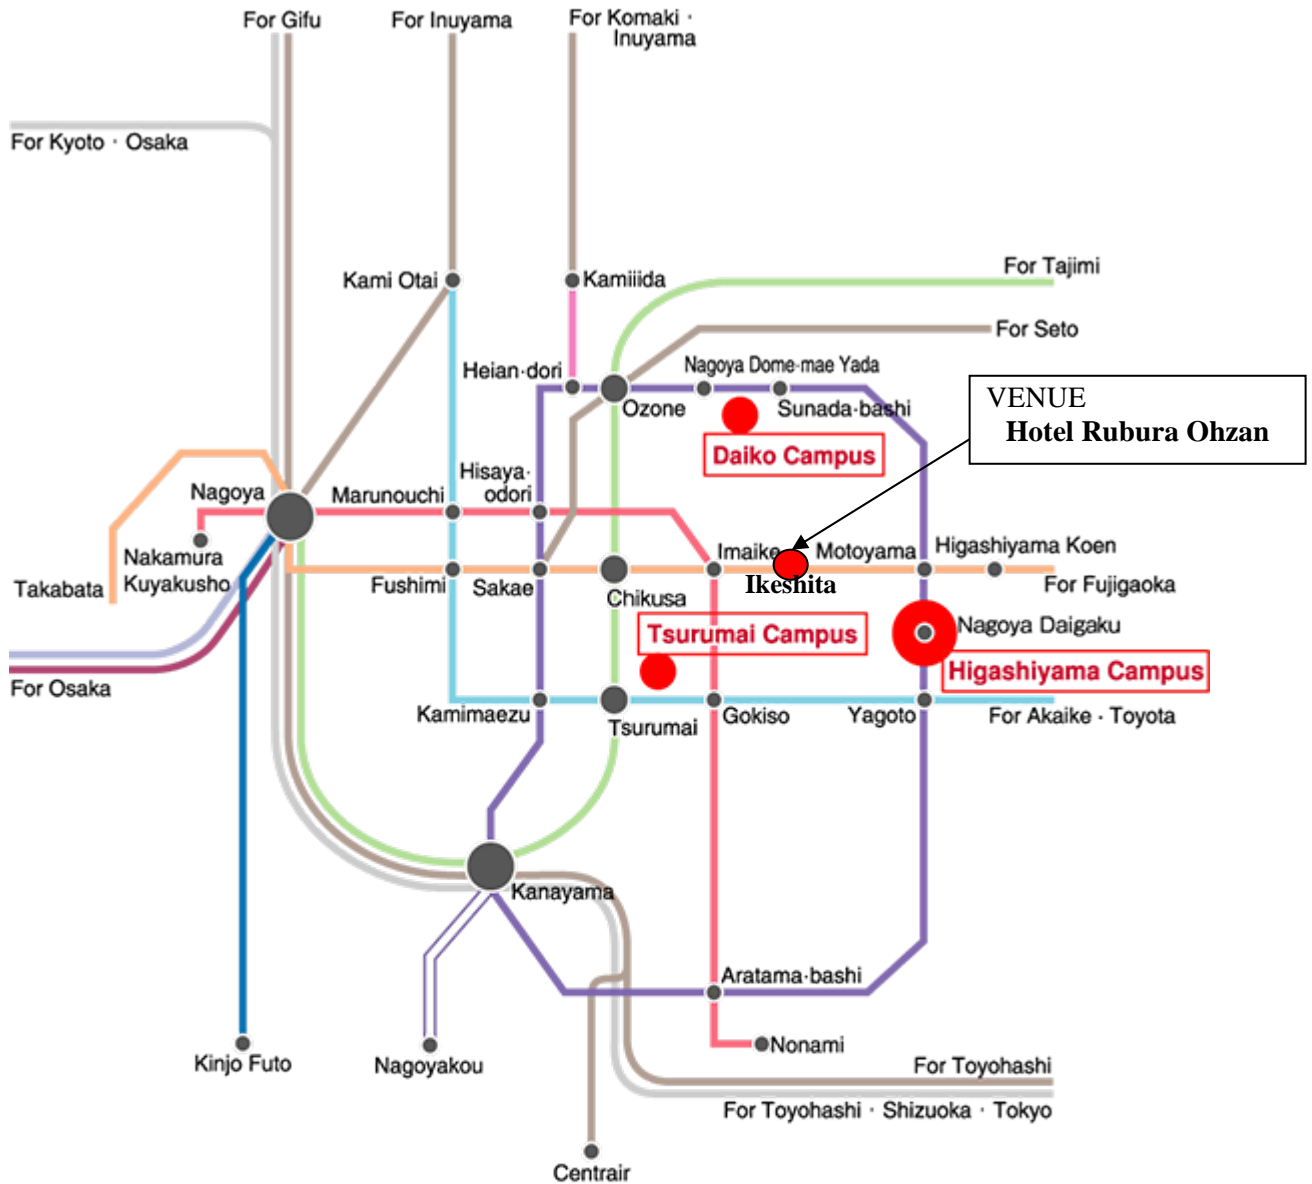 For Gifu
For Inuyama
For Komaki ·
Inuyama
For Kyoto · Osaka
For Tajimi
Kami Otai
Kamiiida
For Seto
Heian·dori
Nagoya Dome·mae Yada
Ozone
Sunada·bashi
VENUE
Hotel Rubura Ohzan
Daiko Campus
Hisaya·
odori
Nagoya
Marunouchi
Nakamura
Kuyakusho
Takabata
Imaike
Motoyama
Higashiyama Koen
Fushimi
Sakae
Chikusa
Ikeshita
For Fujigaoka
Tsurumai Campus
Nagoya Daigaku
Higashiyama Campus
For Osaka
Kamimaezu
Tsurumai
Gokiso
Yagoto
For Akaike · Toyota
Kanayama
Aratama·bashi
Nonami
Kinjo Futo
Nagoyakou
For Toyohashi
For Toyohashi · Shizuoka · Tokyo
Centrair